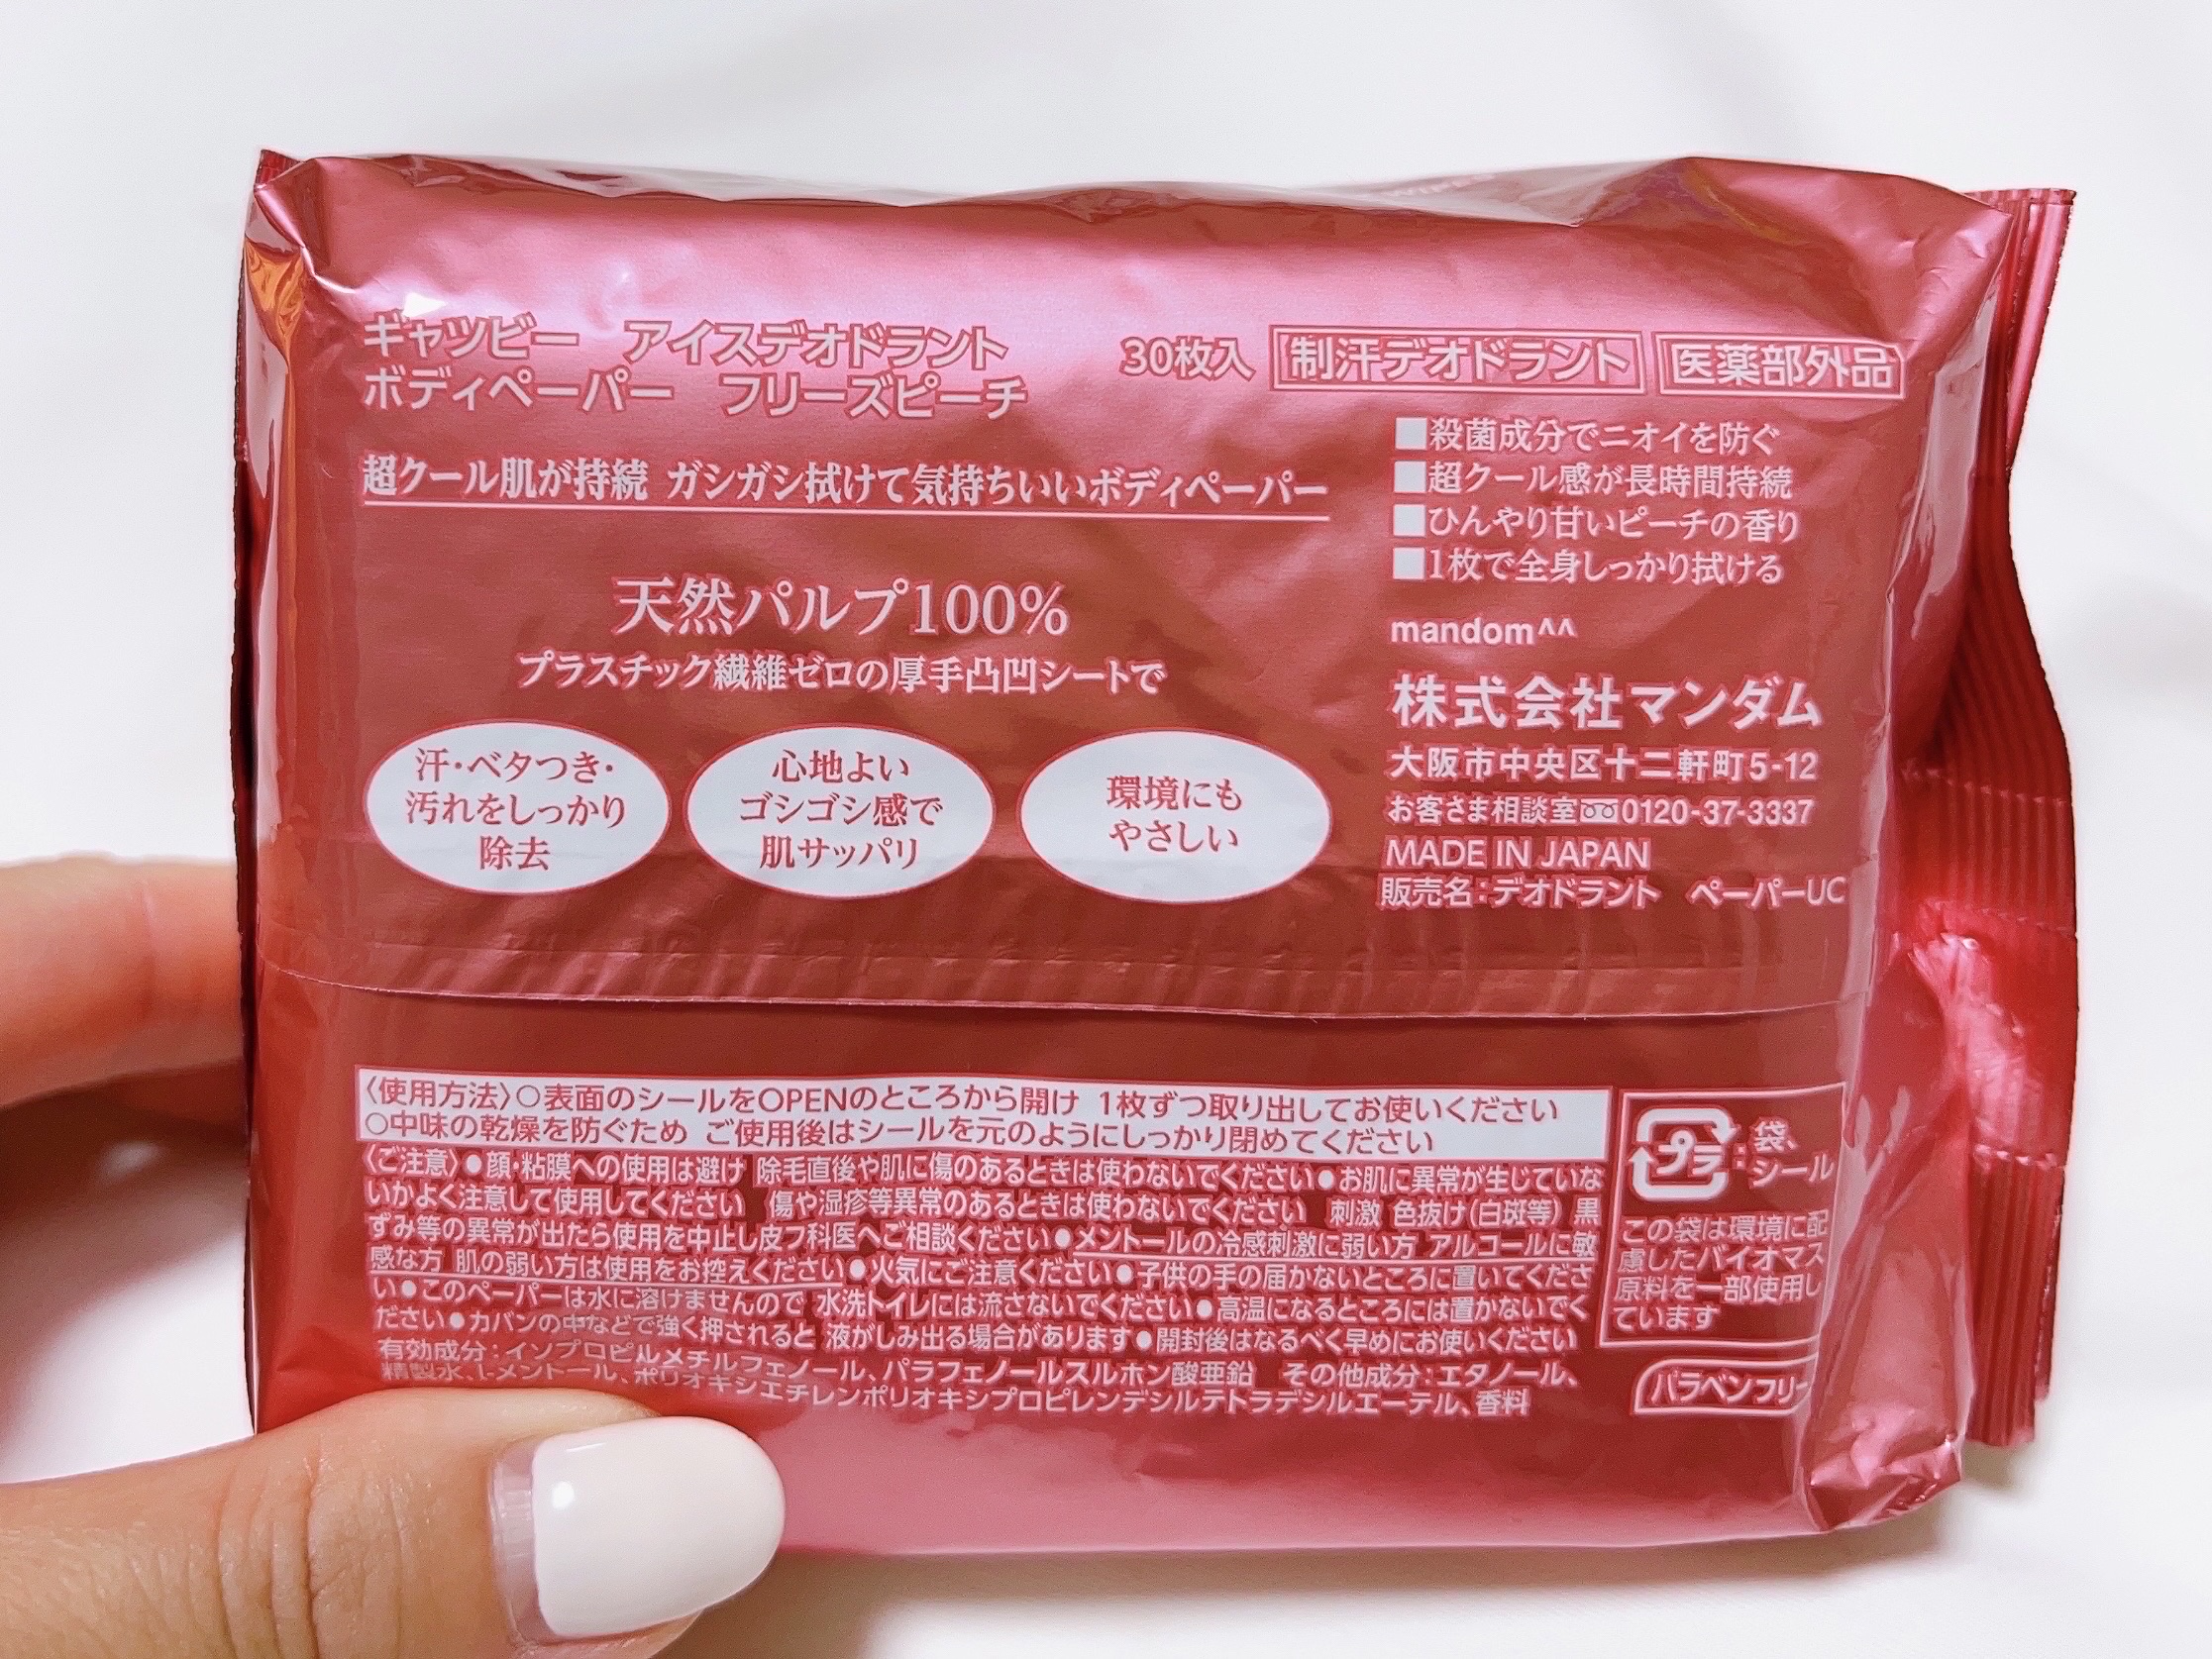 ギャツビー　アイスデオドラント
ボディペーパー　フリーズピーチ
30枚入 制汗デオドラント 医薬部外品
超クール肌が持続 ガシガシ拭けて気持ちいいボディペーパー
■殺菌成分でニオイを防ぐ
■超クール感が長時間持続
■ひんやり甘いピーチの香り
■1枚で全身しっかり拭ける
天然パルプ100%
プラスチック繊維ゼロの厚手凸凹シートで
汗・ベタつき・
汚れをしっかり
除去
心地よい
ゴシゴシ感で
肌サッパリ
環境にも
やさしい
mandom^^
株式会社マンダム
大阪市中央区十二軒町5-12
お客さま相談室 0120-37-3337
MADE IN JAPAN
販売名：デオドラント　ペーパーUC
〈使用方法〉○表面のシールをOPENのところから開け 1枚ずつ取り出してお使いください
○中味の乾燥を防ぐため ご使用後はシールを元のようにしっかり閉めてください
〈ご注意〉●顔・粘膜への使用は避け 除毛直後や肌に傷のあるときは使わないでください●お肌に異常が生じていな
いかよく注意して使用してください　傷や湿疹等異常のあるときは使わないでください　刺激 色抜け(白斑等) 黒
ずみ等の異常が出たら使用を中止し皮フ科医へご相談ください●メントールの冷感刺激に弱い方 アルコールに敏
感な方 肌の弱い方は使用をお控えください●火気にご注意ください●子供の手の届かないところに置いてくださ
い●このペーパーは水に溶けませんので 水洗トイレには流さないでください●高温になるところには置かないでく
ださい●カバンの中などで強く押されると 液がしみ出る場合があります●開封後はなるべく早めにお使いください
有効成分：イソプロピルメチルフェノール、パラフェノールスルホン酸亜鉛　その他成分：エタノール、
精製水、l-メントール、ポリオキシエチレンポリオキシプロピレンデシルテトラデシルエーテル、香料
プラ：袋、
シール
この袋は環境に配
慮したバイオマス
原料を一部使用し
ています
パラベンフリー